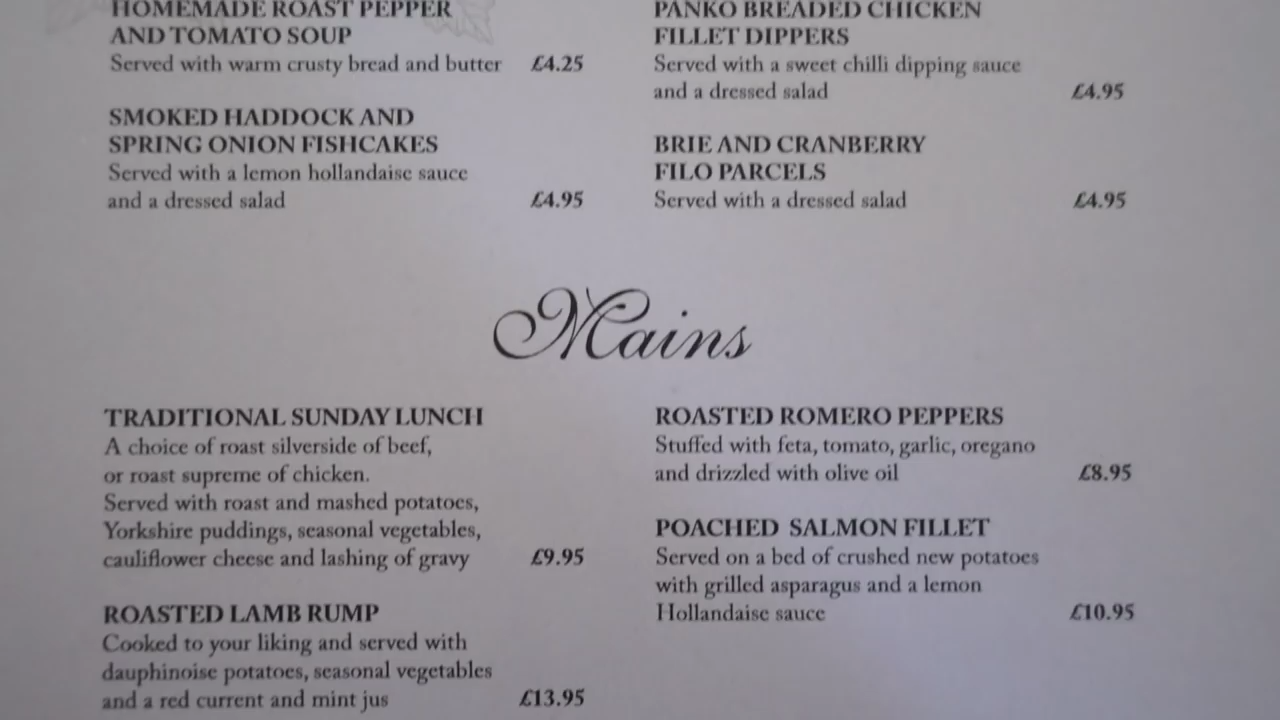 HOMEMADE ROAST PEPPER
AND TOMATO SOUP
Served with warm crusty bread and butter £4.25
SMOKED HADDOCK AND
SPRING ONION FISHCAKES
Served with a lemon hollandaise sauce
and a dressed salad £4.95
PANKO BREADED CHICKEN
FILLET DIPPERS
Served with a sweet chilli dipping sauce
and a dressed salad £4.95
BRIE AND CRANBERRY
FILO PARCELS
Served with a dressed salad £4.95
Mains
TRADITIONAL SUNDAY LUNCH
A choice of roast silverside of beef,
or roast supreme of chicken.
Served with roast and mashed potatoes,
Yorkshire puddings, seasonal vegetables,
cauliflower cheese and lashing of gravy £9.95
ROASTED LAMB RUMP
Cooked to your liking and served with
dauphinoise potatoes, seasonal vegetables
and a red current and mint jus £13.95
ROASTED ROMERO PEPPERS
Stuffed with feta, tomato, garlic, oregano
and drizzled with olive oil £8.95
POACHED SALMON FILLET
Served on a bed of crushed new potatoes
with grilled asparagus and a lemon
Hollandaise sauce £10.95